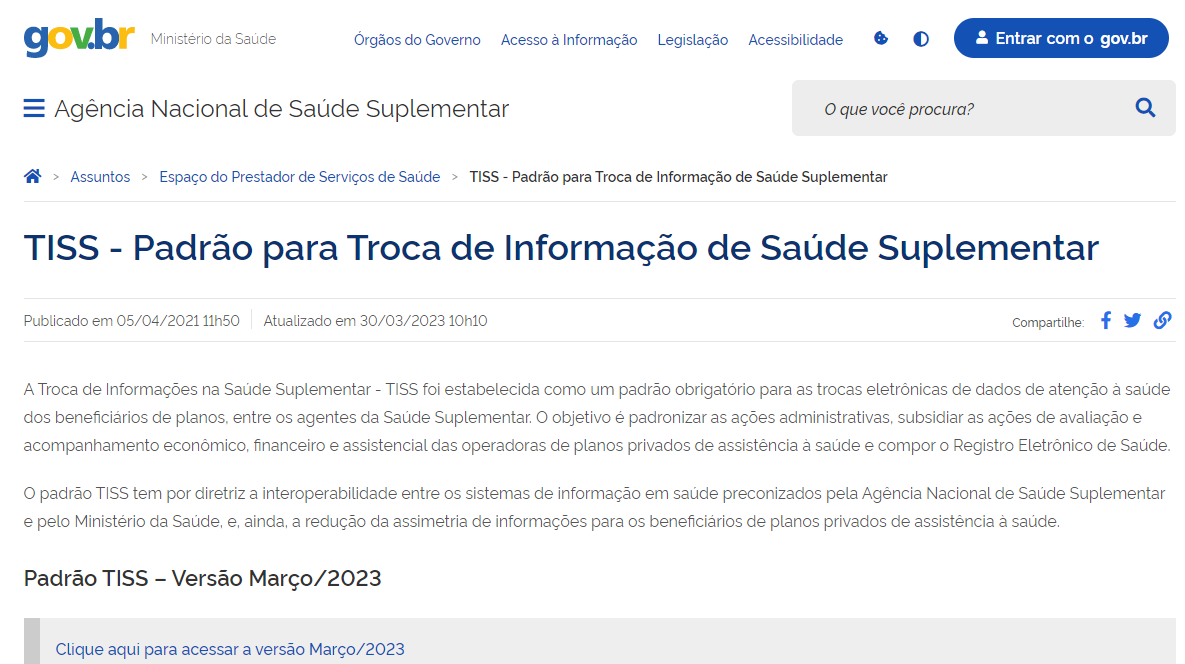 gov.br Ministério da Saúde Órgãos do Governo Acesso à Informação Legislação Acessibilidade Entrar com o gov.br
Agência Nacional de Saúde Suplementar O que você procura?
> Assuntos > Espaço do Prestador de Serviços de Saúde > TISS - Padrão para Troca de Informação de Saúde Suplementar
TISS - Padrão para Troca de Informação de Saúde Suplementar
Publicado em 05/04/2021 11h50 Atualizado em 30/03/2023 10h10 Compartilhe:
A Troca de Informações na Saúde Suplementar - TISS foi estabelecida como um padrão obrigatório para as trocas eletrônicas de dados de atenção à saúde
dos beneficiários de planos, entre os agentes da Saúde Suplementar. O objetivo é padronizar as ações administrativas, subsidiar as ações de avaliação e
acompanhamento econômico, financeiro e assistencial das operadoras de planos privados de assistência à saúde e compor o Registro Eletrônico de Saúde.
O padrão TISS tem por diretriz a interoperabilidade entre os sistemas de informação em saúde preconizados pela Agência Nacional de Saúde Suplementar
e pelo Ministério da Saúde, e, ainda, a redução da assimetria de informações para os beneficiários de planos privados de assistência à saúde.
Padrão TISS – Versão Março/2023
Clique aqui para acessar a versão Março/2023